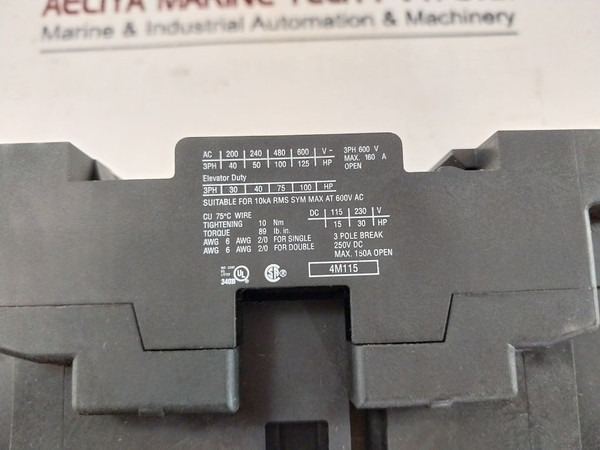 Marine & Industrial Automation & Machinery
AC 200 240 480 600 V~
3PH 40 50 100 125 HP
3PH 600 V
MAX. 160 A
OPEN
Elevator Duty
3PH 30 40 75 100 HP
SUITABLE FOR 10kA RMS SYM MAX AT 600V AC
CU 75°C WIRE
TIGHTENING 10 Nm
TORQUE 89 lb. in.
AWG 6 AWG 2/0 FOR SINGLE
AWG 6 AWG 2/0 FOR DOUBLE
DC 115 230 V
15 30 HP
3 POLE BREAK
250V DC
MAX. 150A OPEN
4M115
340B UL